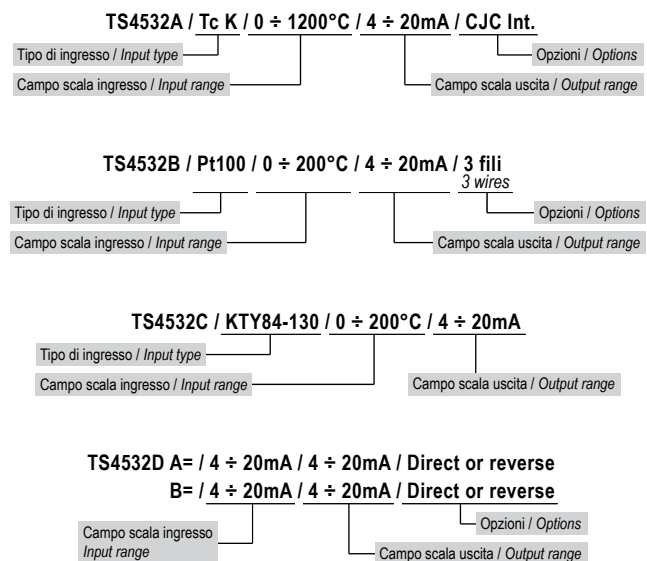 TS4532A / Tc K / 0 ÷ 1200°C / 4 ÷ 20mA / CJC Int.
Tipo di ingresso / Input type
Opzioni / Options
Campo scala ingresso / Input range
Campo scala uscita / Output range
TS4532B / Pt100 / 0 ÷ 200°C / 4 ÷ 20mA / 3 fili
3 wires
Tipo di ingresso / Input type
Opzioni / Options
Campo scala ingresso / Input range
Campo scala uscita / Output range
TS4532C / KTY84-130 / 0 ÷ 200°C / 4 ÷ 20mA
Tipo di ingresso / Input type
Campo scala ingresso / Input range
Campo scala uscita / Output range
TS4532D A= / 4 ÷ 20mA / 4 ÷ 20mA / Direct or reverse
B= / 4 ÷ 20mA / 4 ÷ 20mA / Direct or reverse
Opzioni / Options
Campo scala ingresso
Input range
Campo scala uscita / Output range